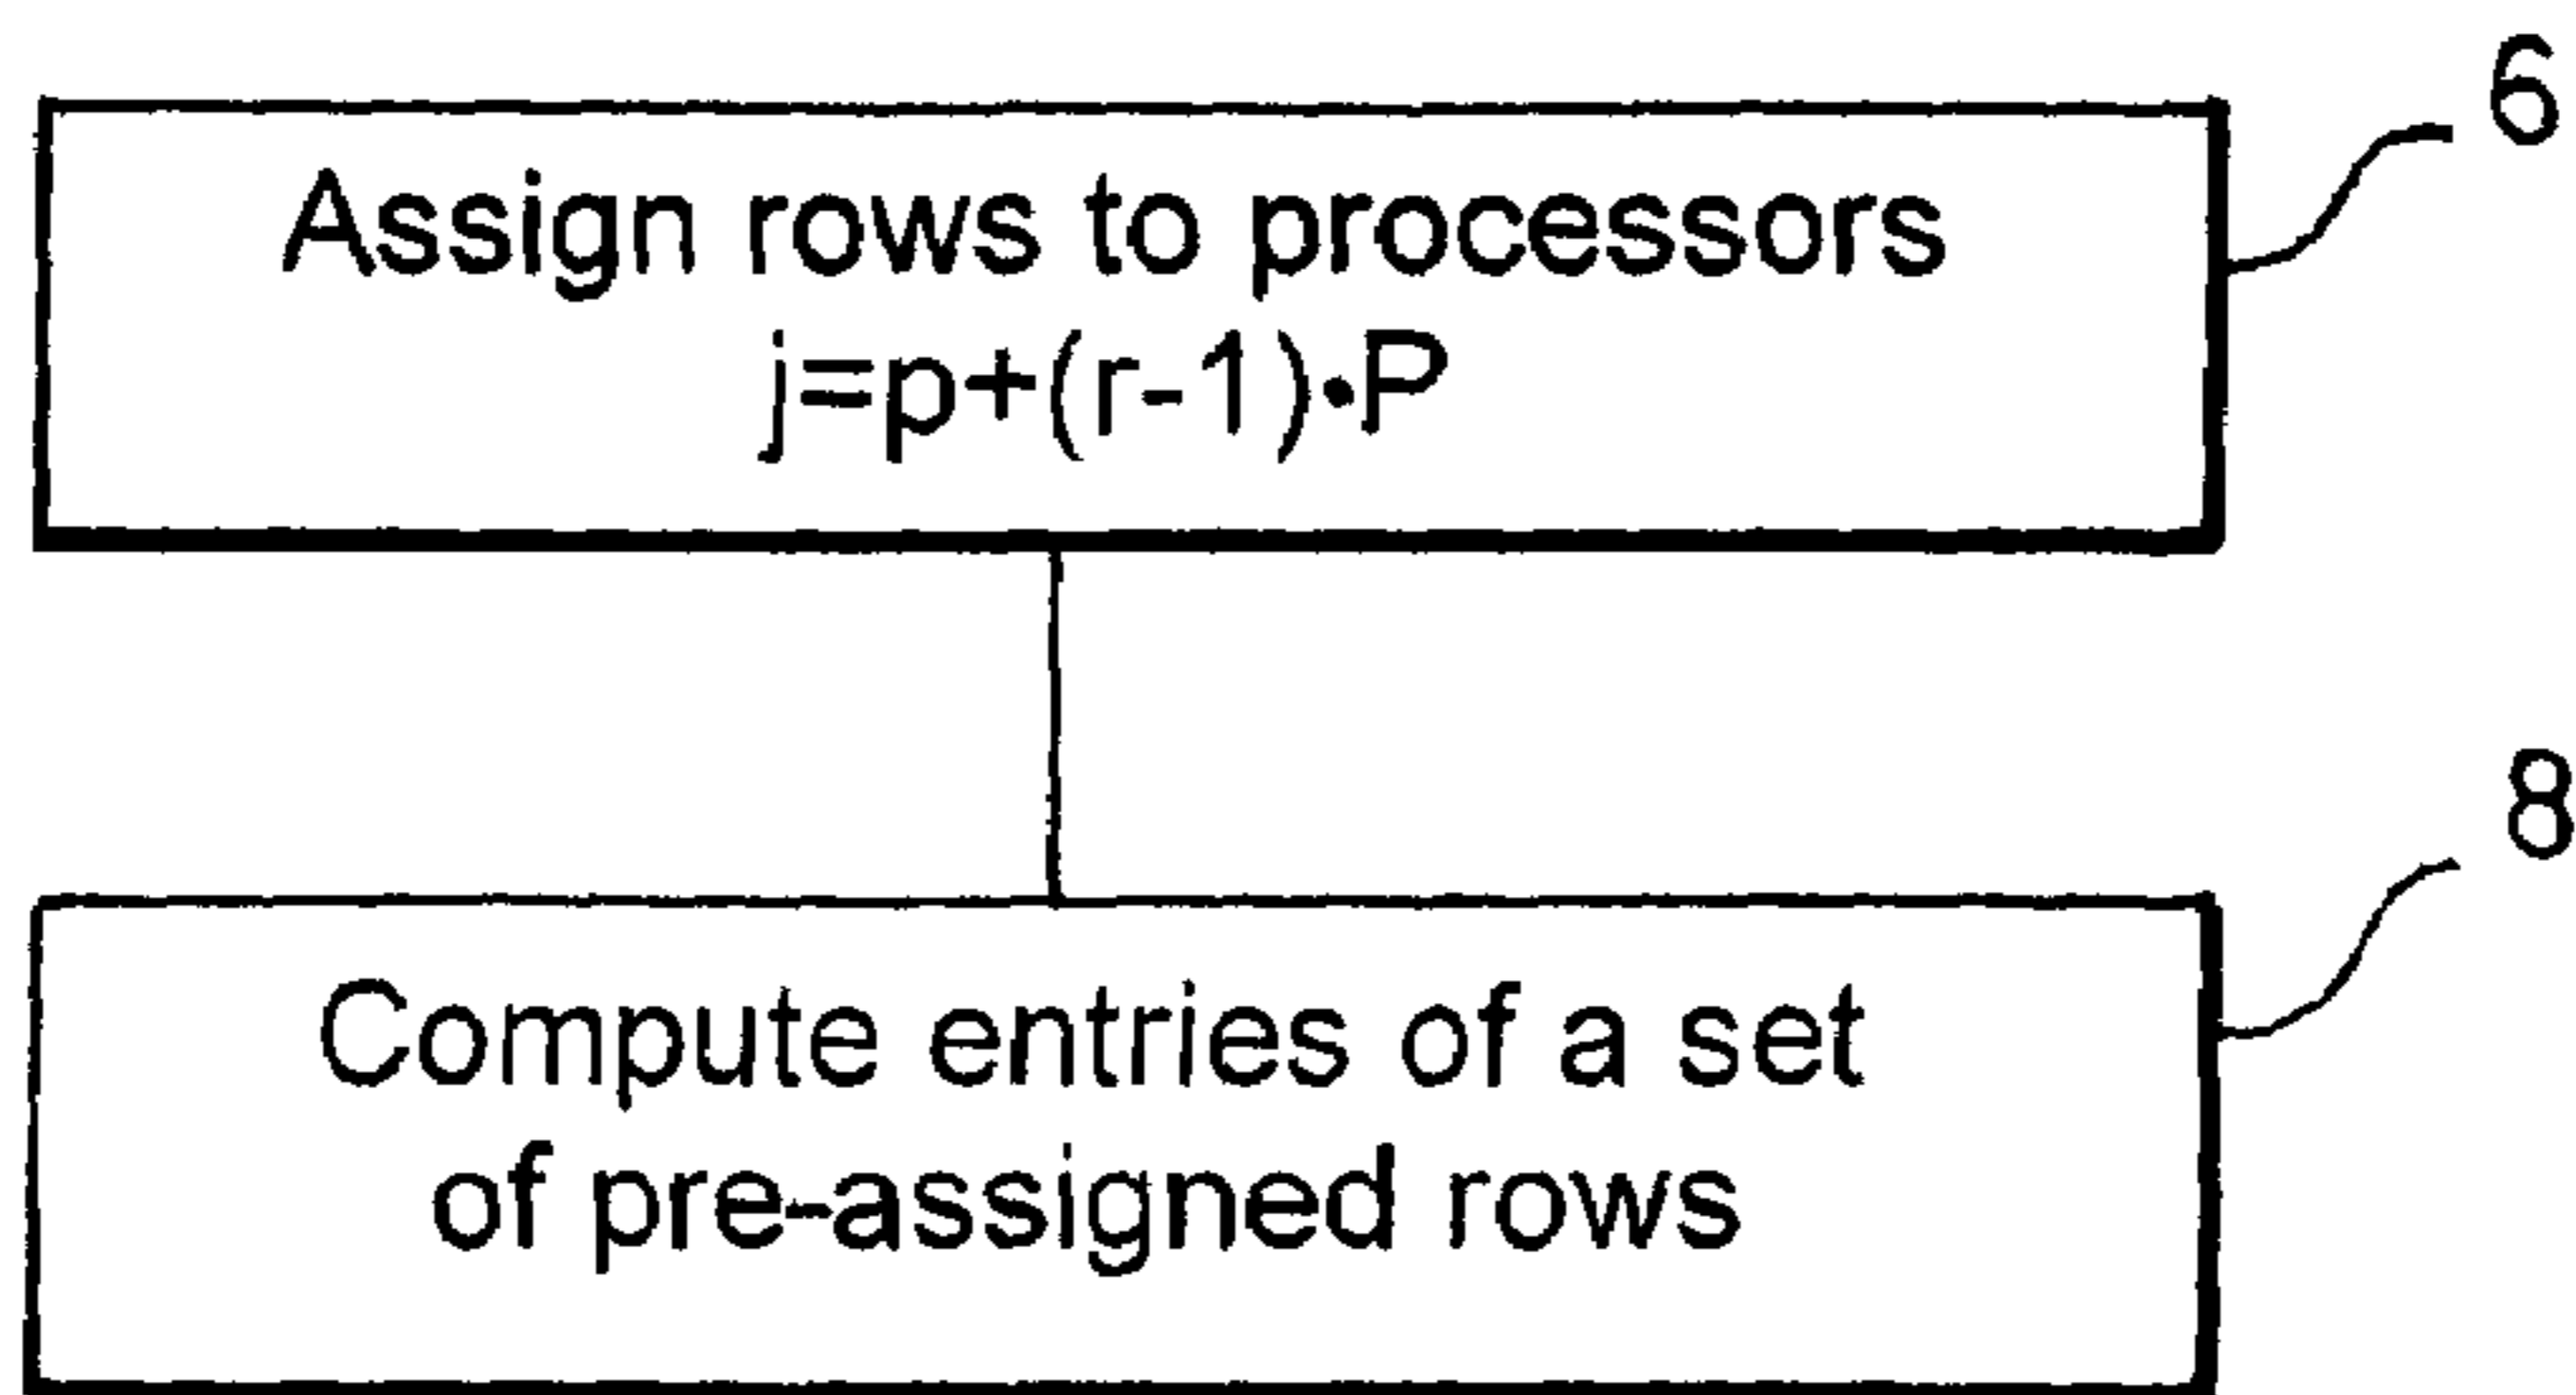 6
Assign rows to processors
j=p+(r-1)•P
8
Compute entries of a set
of pre-assigned rows